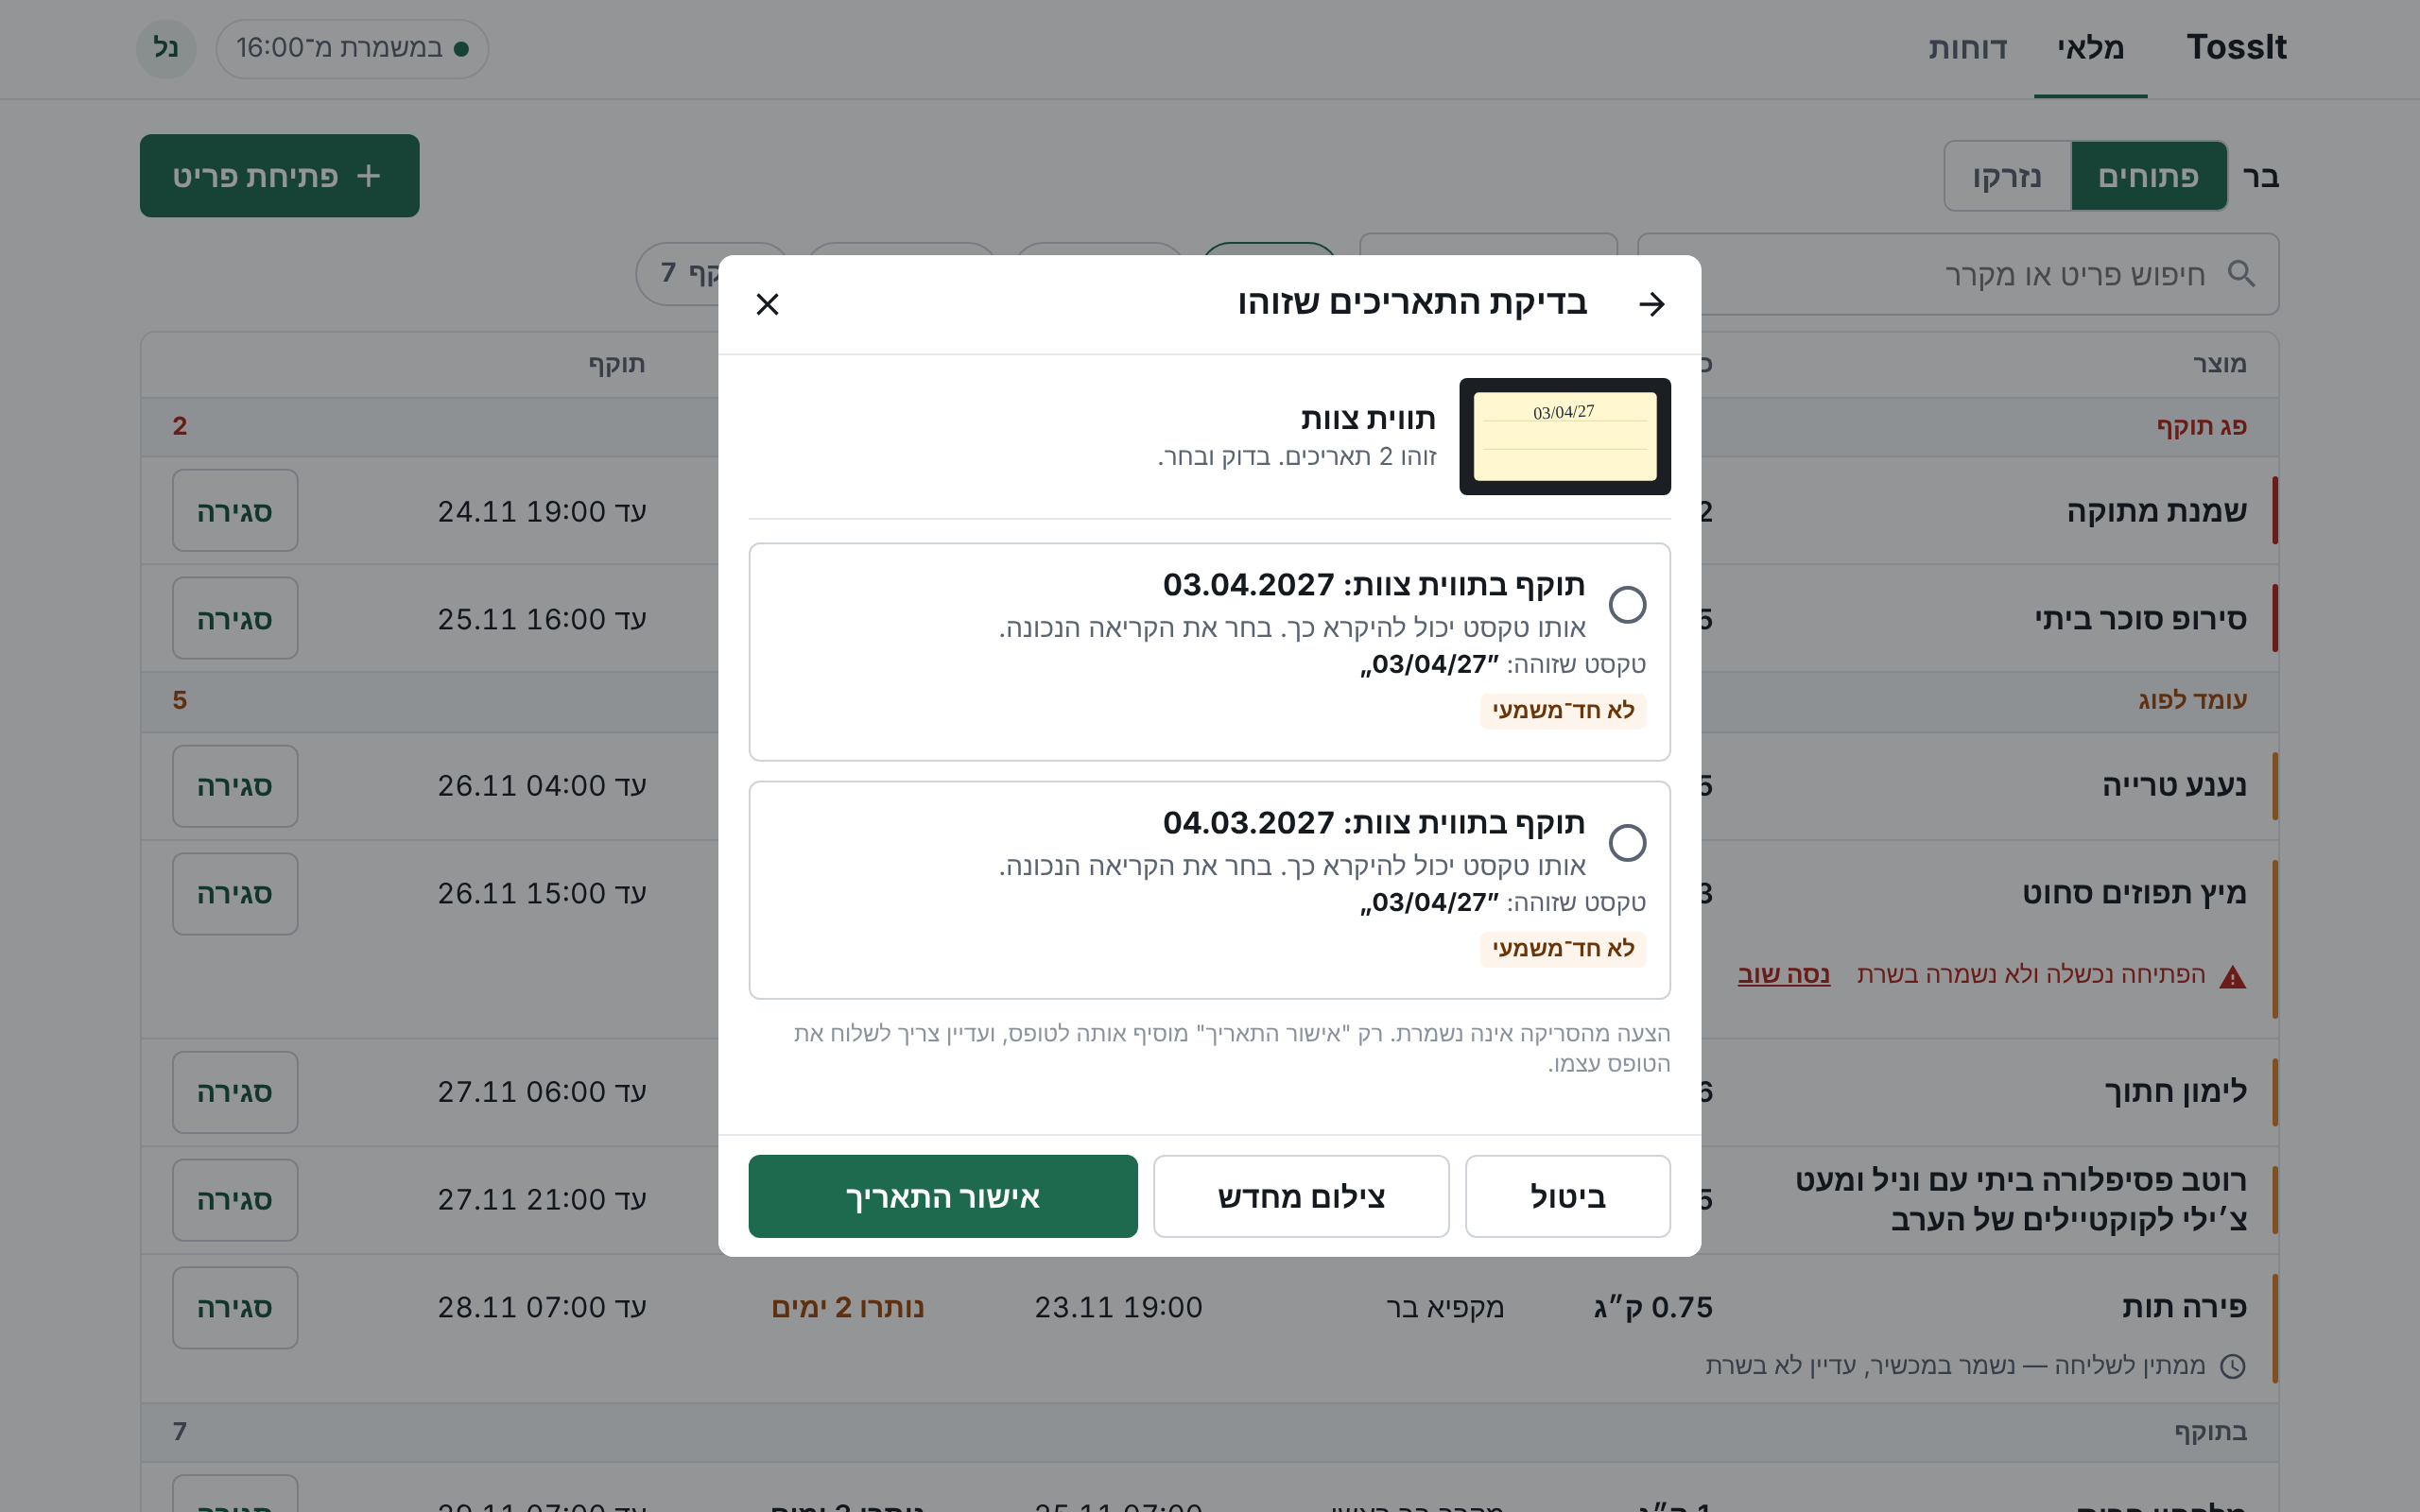 TossIt
מלאי
דוחות
במשמרת מ־16:00
נל
בר
פתוחים
נזרקו
+ פתיחת פריט
חיפוש פריט או מקרר
7
מוצר
תוקף
פג תוקף
2
שמנת מתוקה
עד 24.11 19:00
סגירה
סירופ סוכר ביתי
עד 25.11 16:00
סגירה
עומד לפוג
5
נענע טרייה
עד 26.11 04:00
סגירה
מיץ תפוזים סחוט
עד 26.11 15:00
סגירה
הפתיחה נכשלה ולא נשמרה בשרת
נסה שוב
לימון חתוך
עד 27.11 06:00
סגירה
רוטב פסיפלורה ביתי עם וניל ומעט
צ׳ילי לקוקטיילים של הערב
עד 27.11 21:00
סגירה
פירה תות
0.75 ק״ג
מקפיא בר
23.11 19:00
נותרו 2 ימים
עד 28.11 07:00
סגירה
ממתין לשליחה — נשמר במכשיר, עדיין לא בשרת
בתוקף
7
בדיקת התאריכים שזוהו
03/04/27
תווית צוות
זוהו 2 תאריכים. בדוק ובחר.
תוקף בתווית צוות: 03.04.2027
אותו טקסט יכול להיקרא כך. בחר את הקריאה הנכונה.
טקסט שזוהה: ”03/04/27„
לא חד־משמעי
תוקף בתווית צוות: 04.03.2027
אותו טקסט יכול להיקרא כך. בחר את הקריאה הנכונה.
טקסט שזוהה: ”03/04/27„
לא חד־משמעי
הצעה מהסריקה אינה נשמרת. רק "אישור התאריך" מוסיף אותה לטופס, ועדיין צריך לשלוח את
הטופס עצמו.
ביטול
צילום מחדש
אישור התאריך